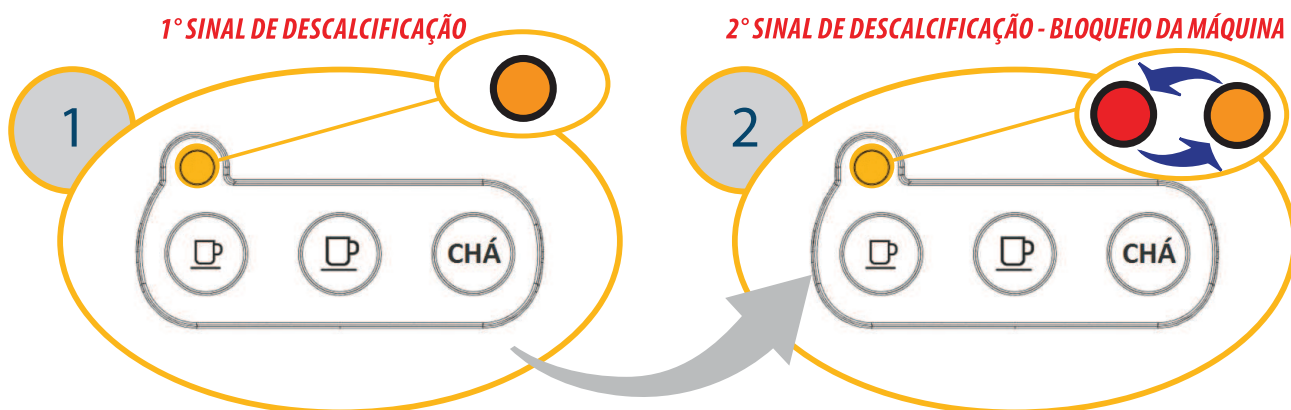 1° SINAL DE DESCALCIFICAÇÃO
2° SINAL DE DESCALCIFICAÇÃO - BLOQUEIO DA MÁQUINA
1
2
CHÁ
CHÁ